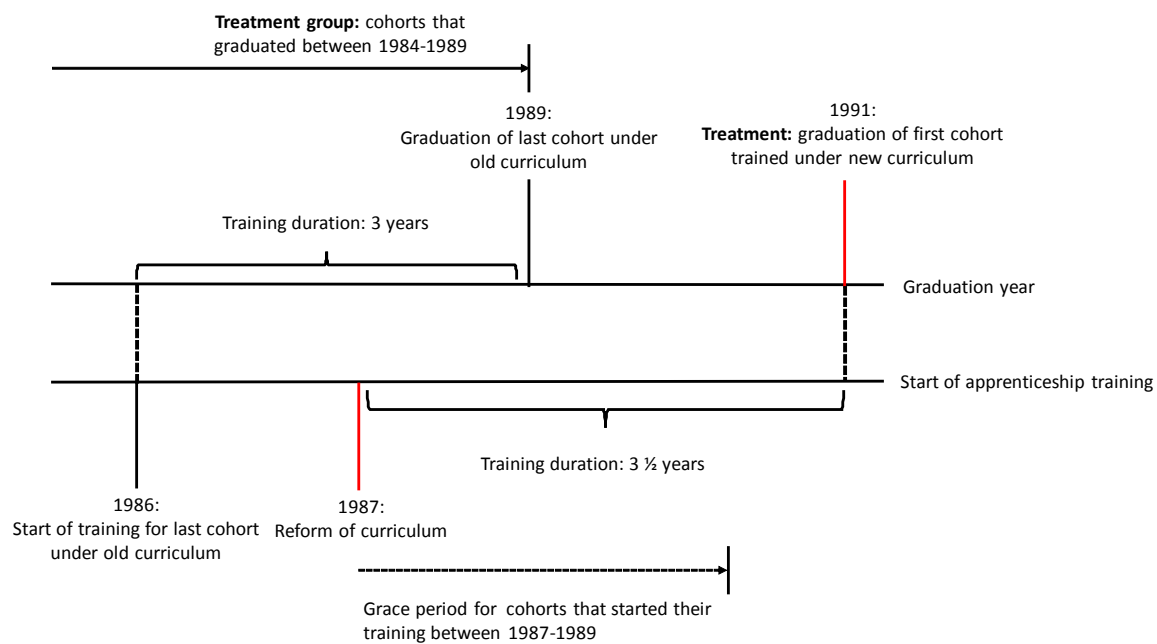 Treatment group: cohorts that
graduated between 1984-1989
1989:
Graduation of last cohort under
old curriculum
1991:
Treatment: graduation of first cohort
trained under new curriculum
Training duration: 3 years
Graduation year
Start of apprenticeship training
Training duration: 3 ½ years
1986:
Start of training for last cohort
under old curriculum
1987:
Reform of curriculum
Grace period for cohorts that started their
training between 1987-1989